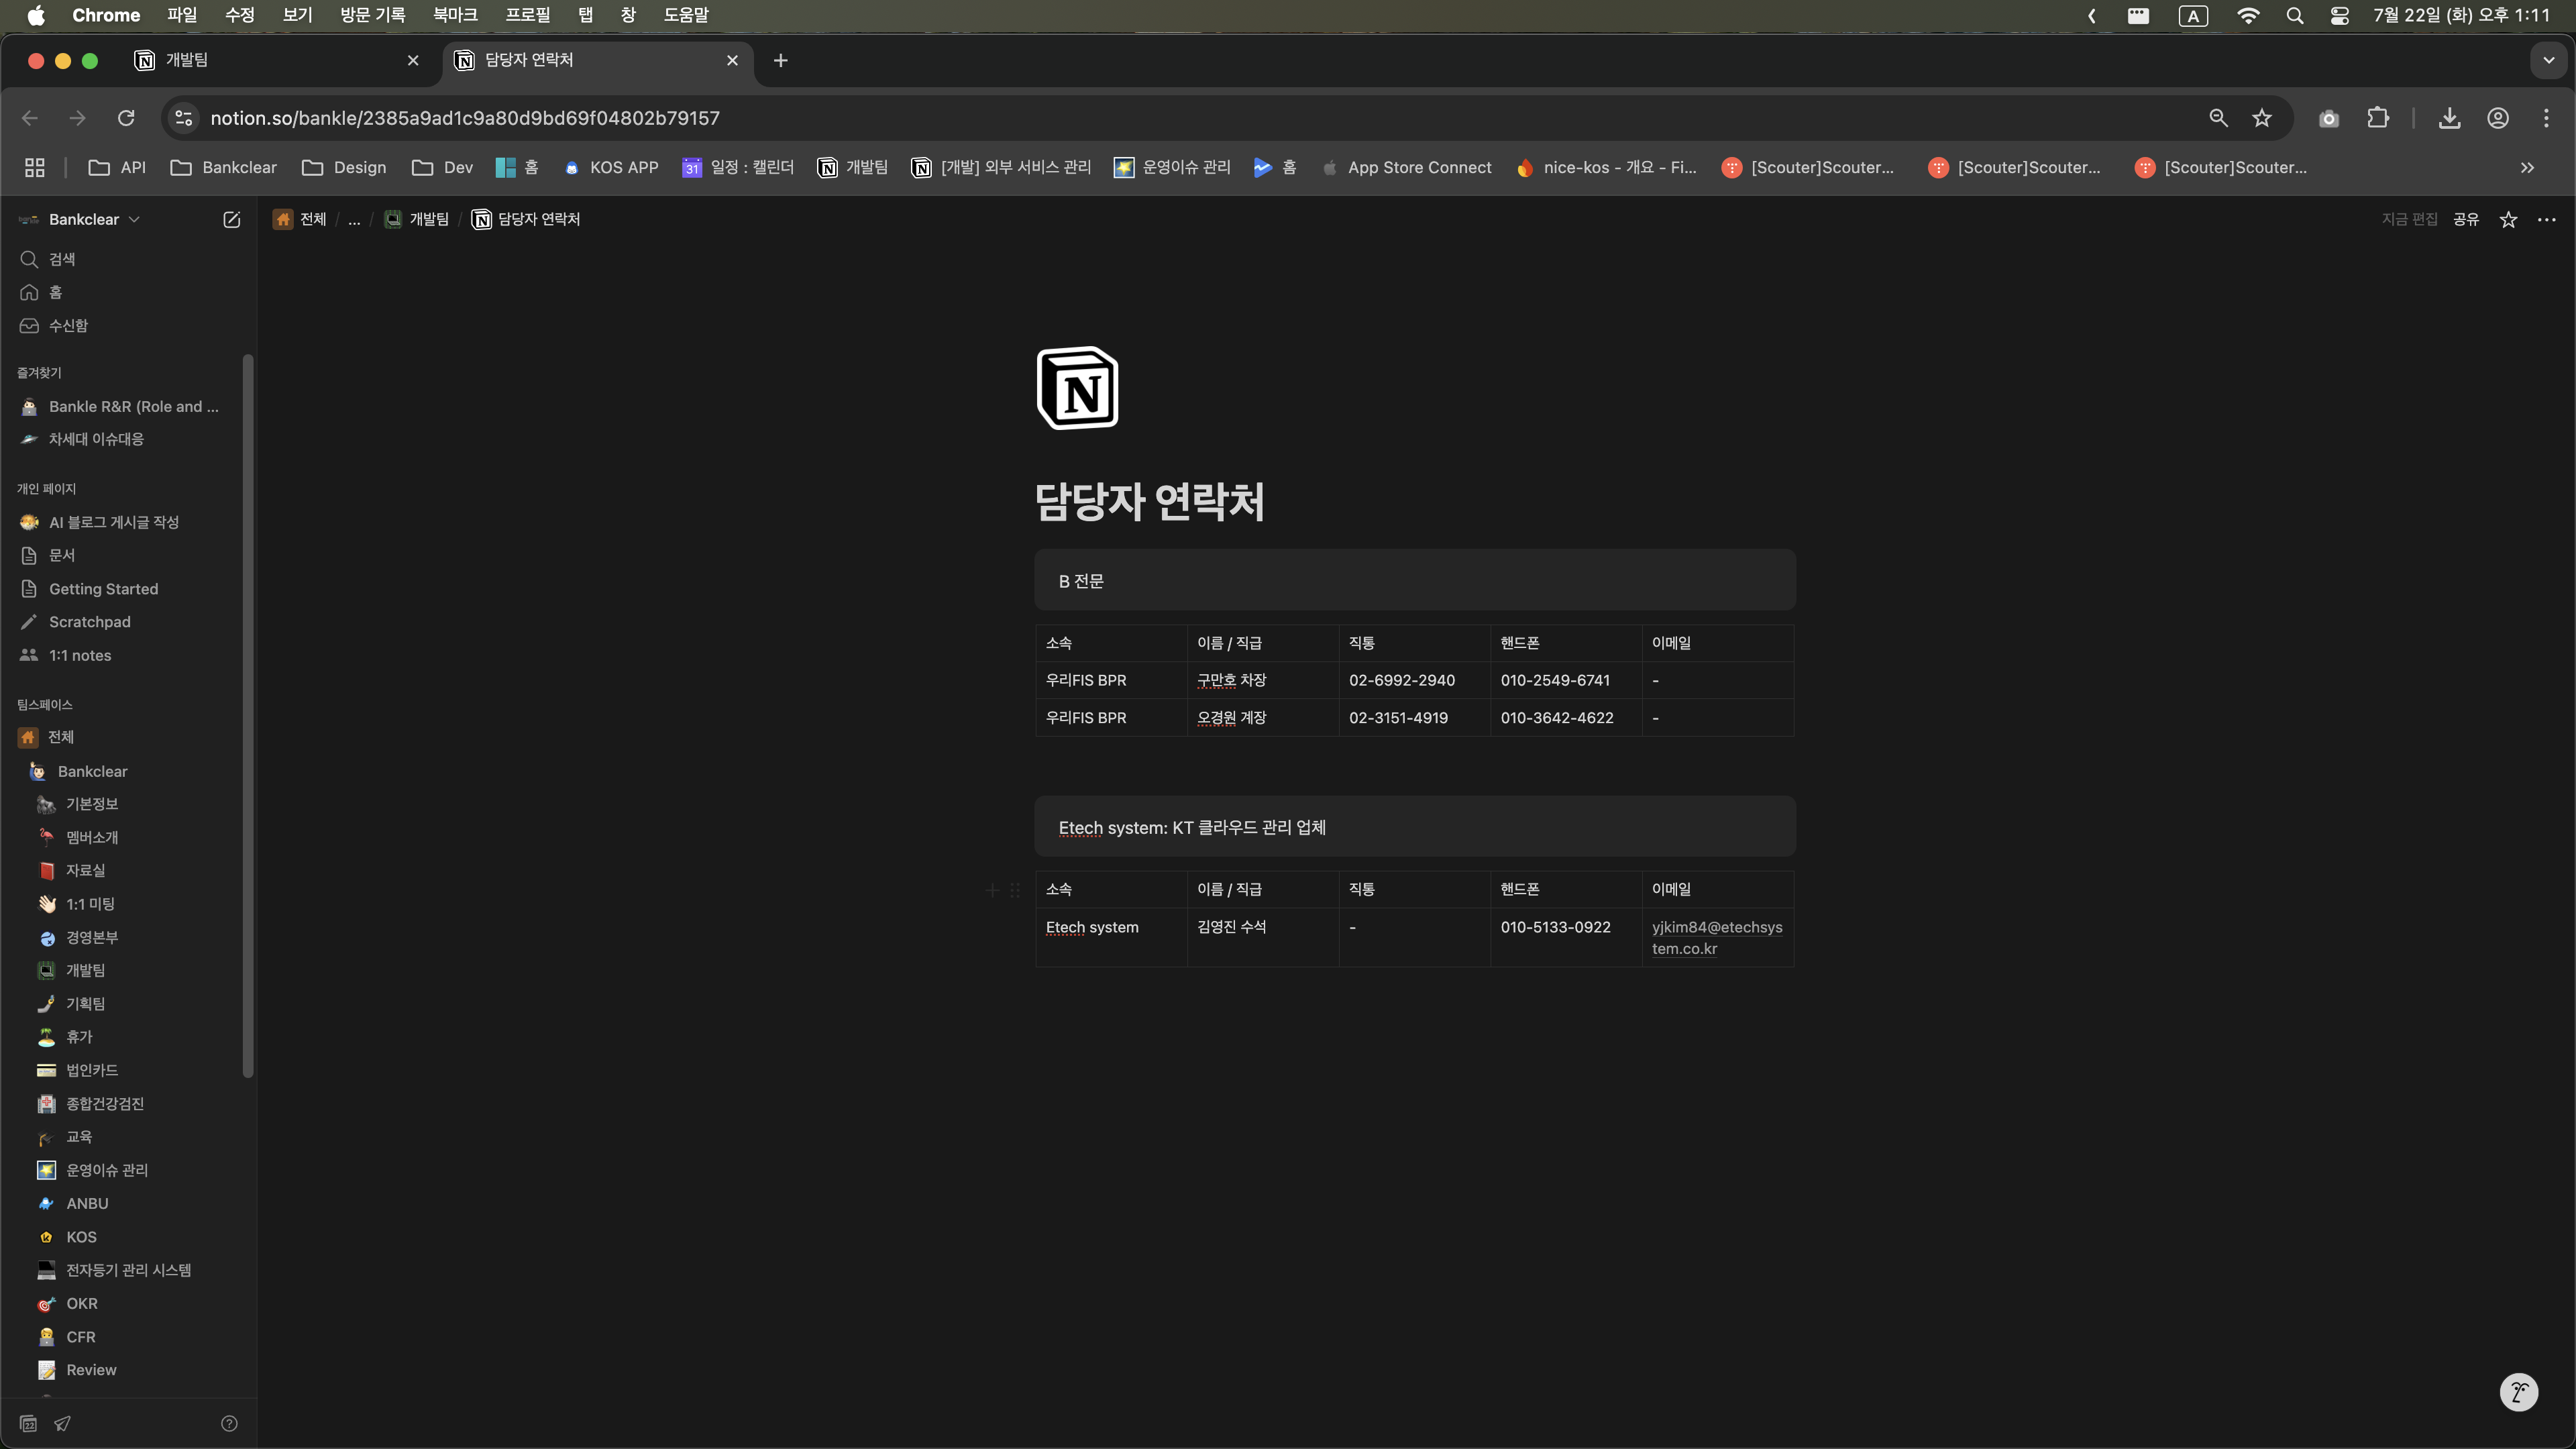 Chrome 파일 수정 보기 방문 기록 북마크 프로필 탭 창 도움말 A 7월 22일 (화) 오후 1:11
개발팀 담당자 연락처
notion.so/bankle/2385a9ad1c9a80d9bd69f04802b79157
API Bankclear Design Dev 홈 KOS APP 31 일정 : 캘린더 개발팀 [개발] 외부 서비스 관리 운영이슈 관리 홈 App Store Connect nice-kos - 개요 - Fi... [Scouter]Scouter... [Scouter]Scouter... [Scouter]Scouter...
Bankclear
전체 / ... / 개발팀 / 담당자 연락처
지금 편집 공유
검색
홈
수신함
즐겨찾기
Bankle R&R (Role and ...
차세대 이슈대응
개인 페이지
AI 블로그 게시글 작성
문서
Getting Started
Scratchpad
1:1 notes
팀스페이스
전체
Bankclear
기본정보
멤버소개
자료실
1:1 미팅
경영본부
개발팀
기획팀
휴가
법인카드
종합건강검진
교육
운영이슈 관리
ANBU
KOS
전자등기 관리 시스템
OKR
CFR
Review
22
N
담당자 연락처
B 전문
소속 이름 / 직급 직통 핸드폰 이메일
우리FIS BPR 구만호 차장 02-6992-2940 010-2549-6741 -
우리FIS BPR 오경원 계장 02-3151-4919 010-3642-4622 -
Etech system: KT 클라우드 관리 업체
소속 이름 / 직급 직통 핸드폰 이메일
Etech system 김영진 수석 - 010-5133-0922 yjkim84@etechsys
tem.co.kr